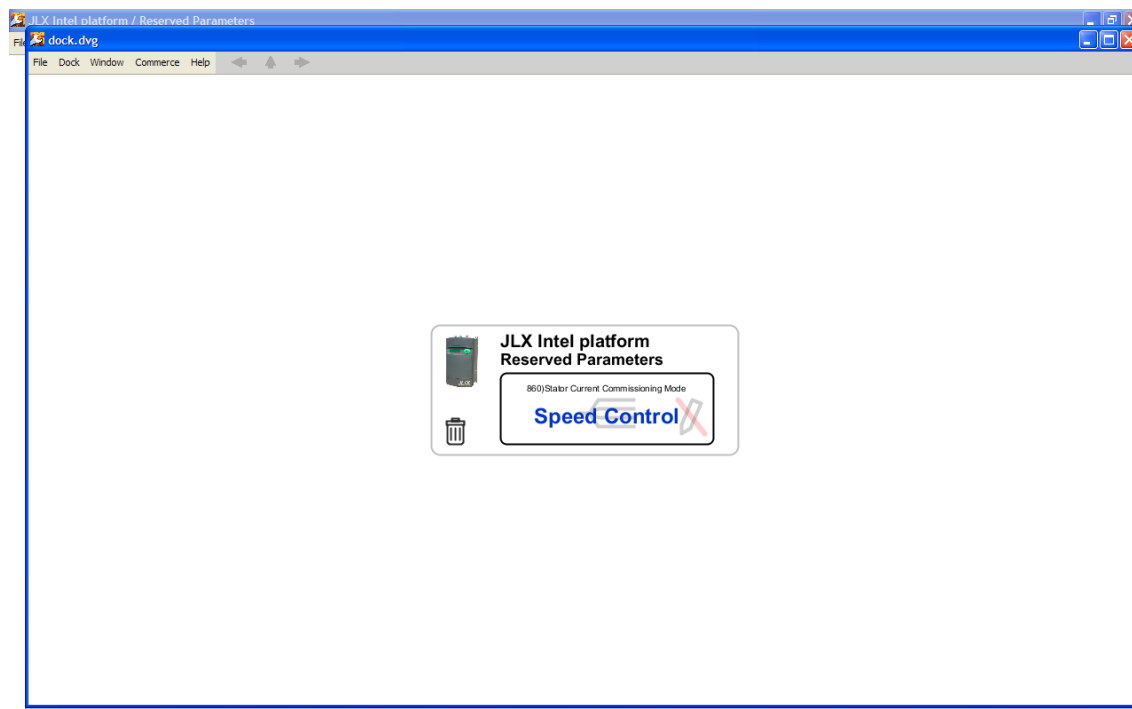 JLX Intel platform / Reserved Parameters
File
dock.dvg
File Dock Window Commerce Help
JLX Intel platform
Reserved Parameters
860)Stator Current Commissioning Mode
Speed Control